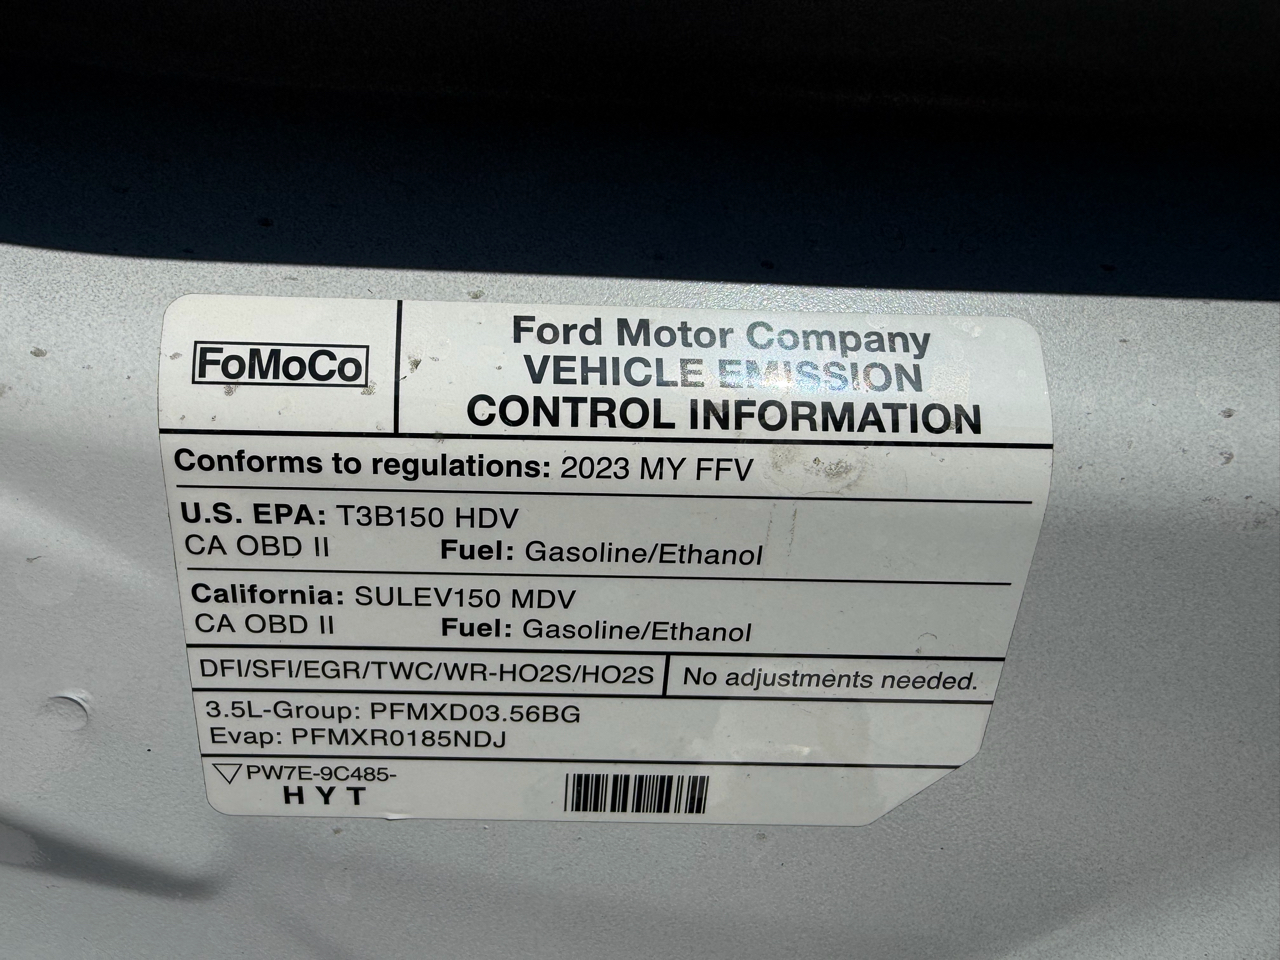 FoMoCo
Ford Motor Company
VEHICLE EMISSION
CONTROL INFORMATION
Conforms to regulations: 2023 MY FFV
U.S. EPA: T3B150 HDV
CA OBD II Fuel: Gasoline/Ethanol
California: SULEV150 MDV
CA OBD II Fuel: Gasoline/Ethanol
DFI/SFI/EGR/TWC/WR-HO2S/HO2S No adjustments needed.
3.5L-Group: PFMXD03.56BG
Evap: PFMXR0185NDJ
PW7E-9C485-
HYT